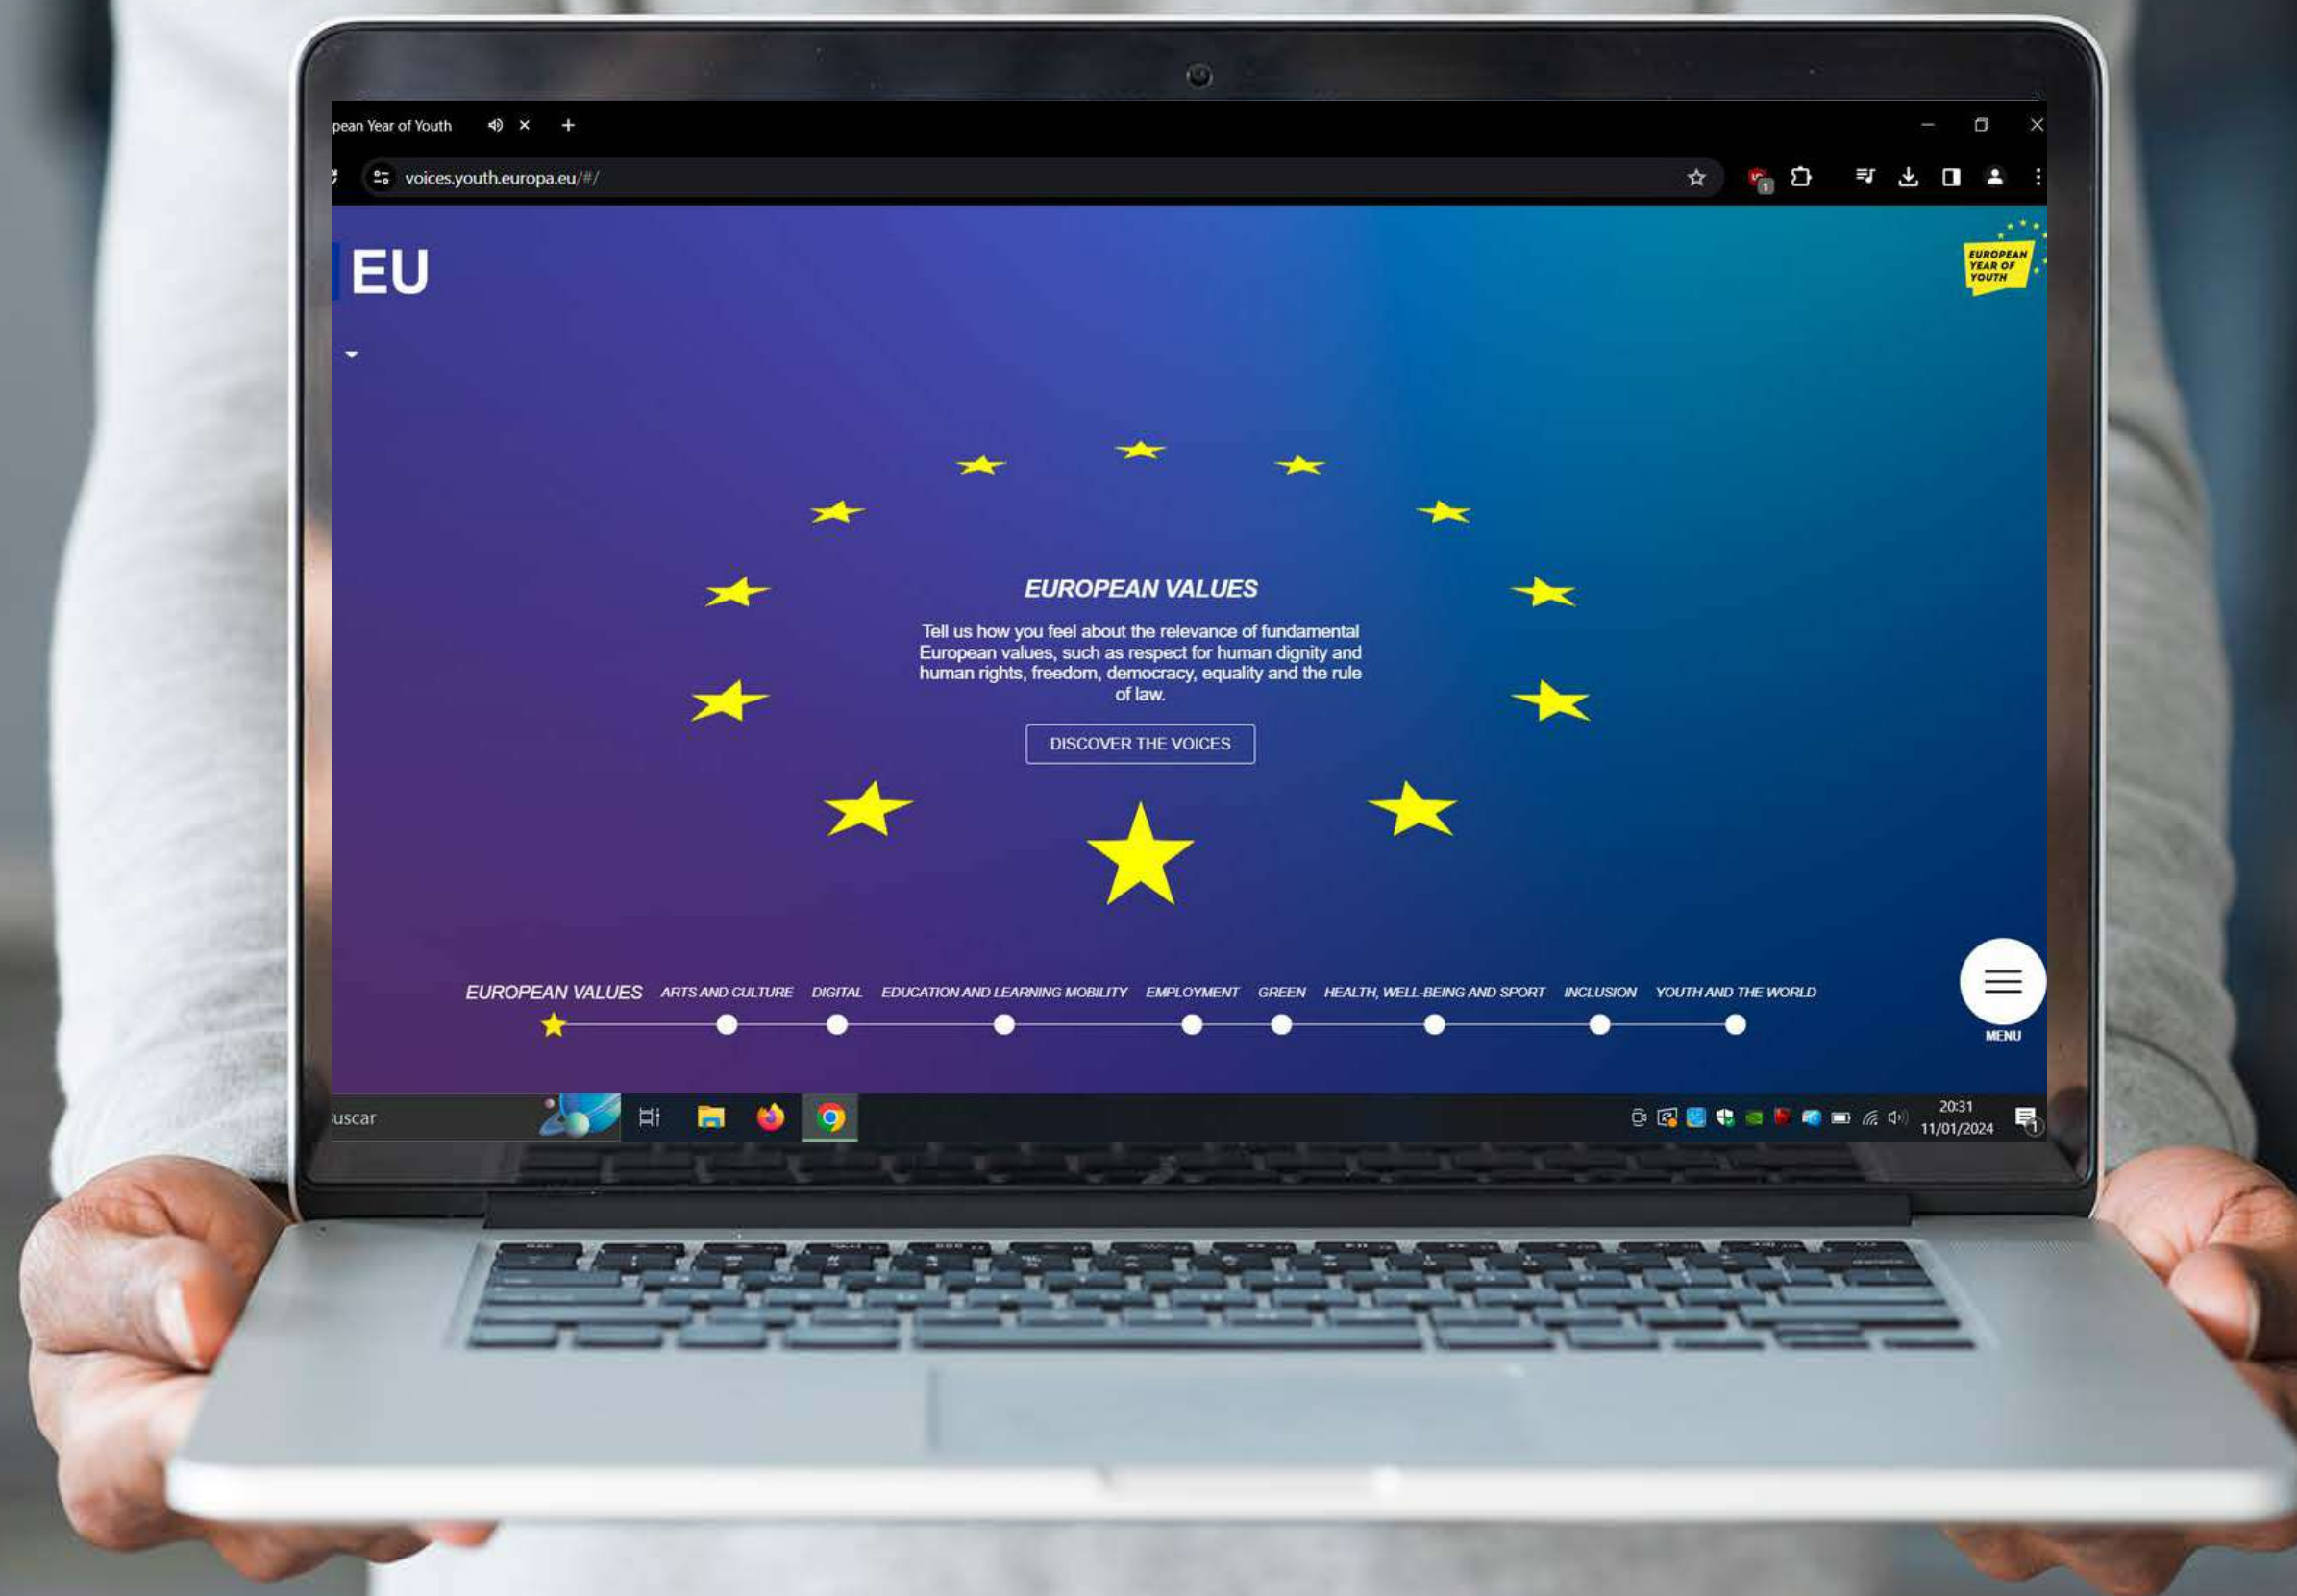 pean Year of Youth
voices.youth.europa.eu/#/
1
EU
EUROPEAN
YEAR OF
YOUTH
EUROPEAN VALUES
Tell us how you feel about the relevance of fundamental
European values, such as respect for human dignity and
human rights, freedom, democracy, equality and the rule
of law.
DISCOVER THE VOICES
EUROPEAN VALUES ARTS AND CULTURE DIGITAL EDUCATION AND LEARNING MOBILITY EMPLOYMENT GREEN HEALTH, WELL-BEING AND SPORT INCLUSION YOUTH AND THE WORLD
MENU
uscar
20:31
11/01/2024
1